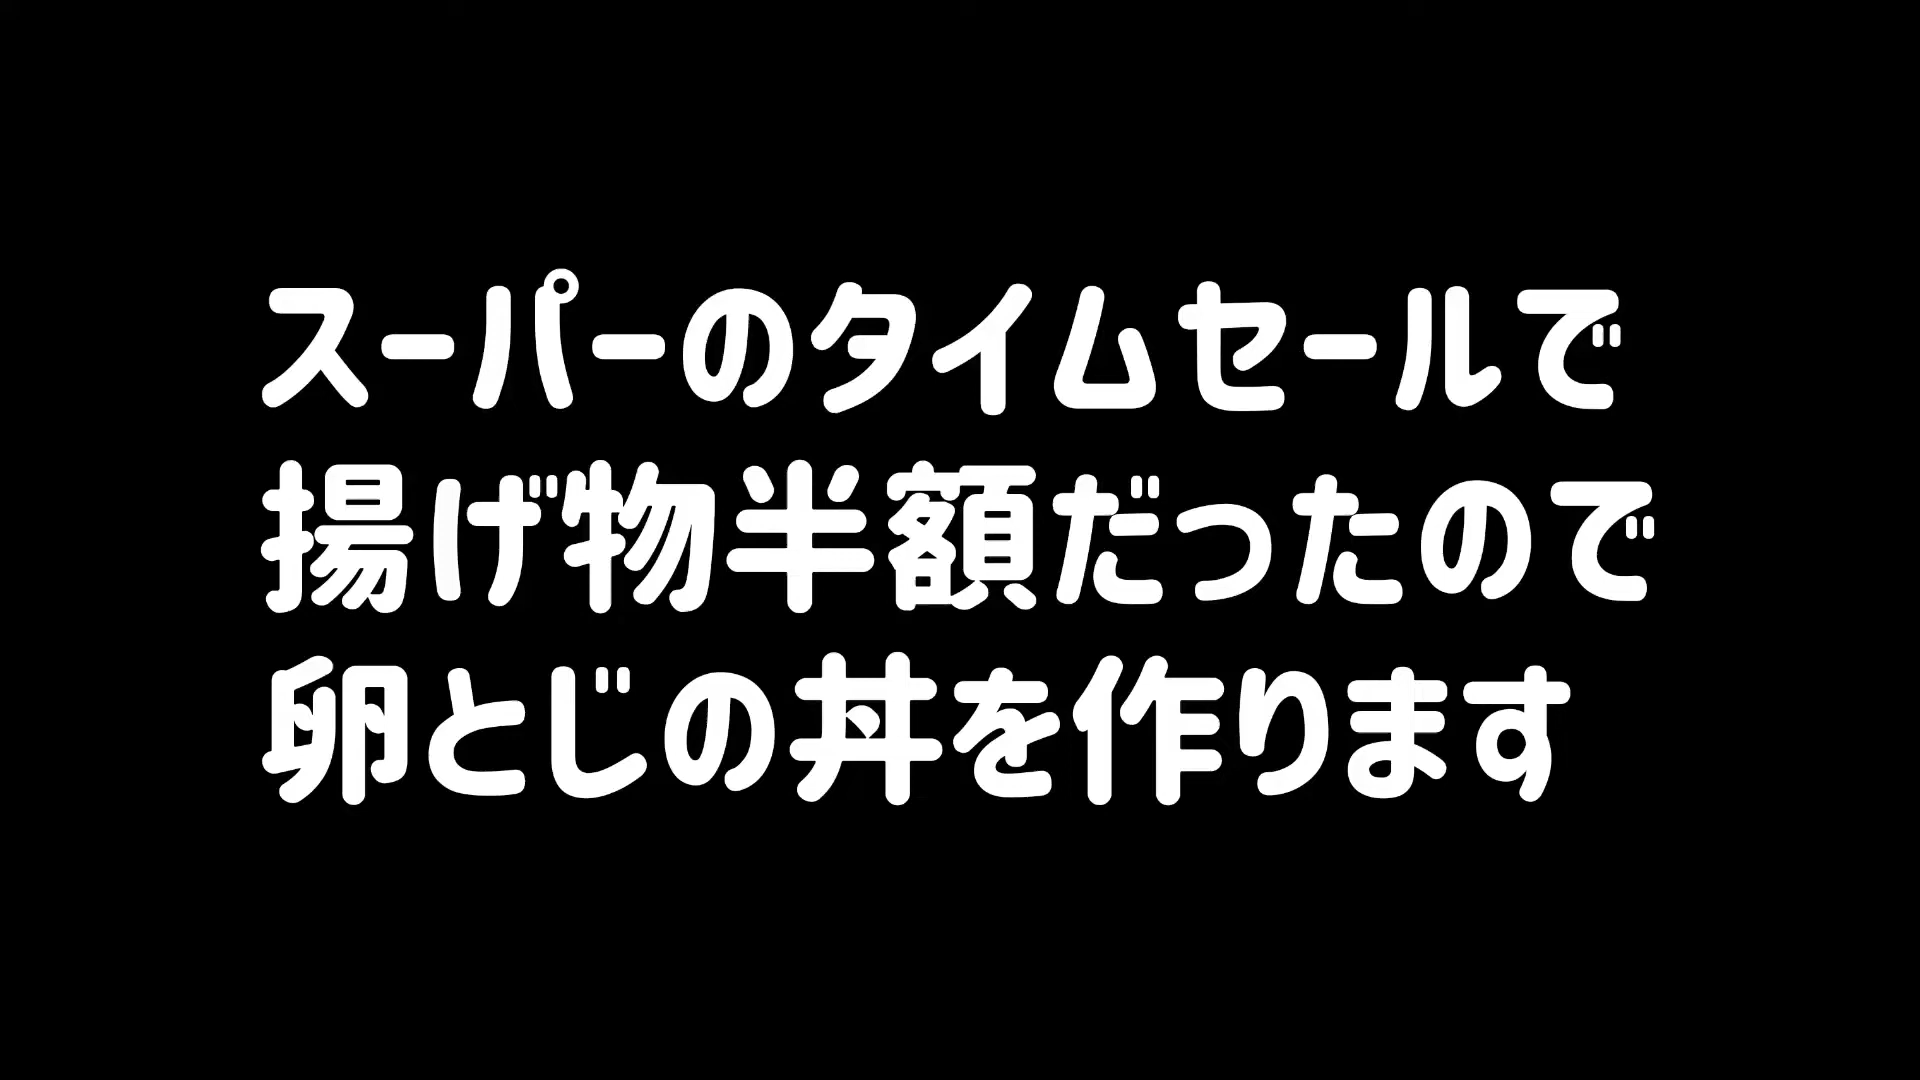 スーパーのタイムセールで
揚げ物半額だったので
卵とじの丼を作ります